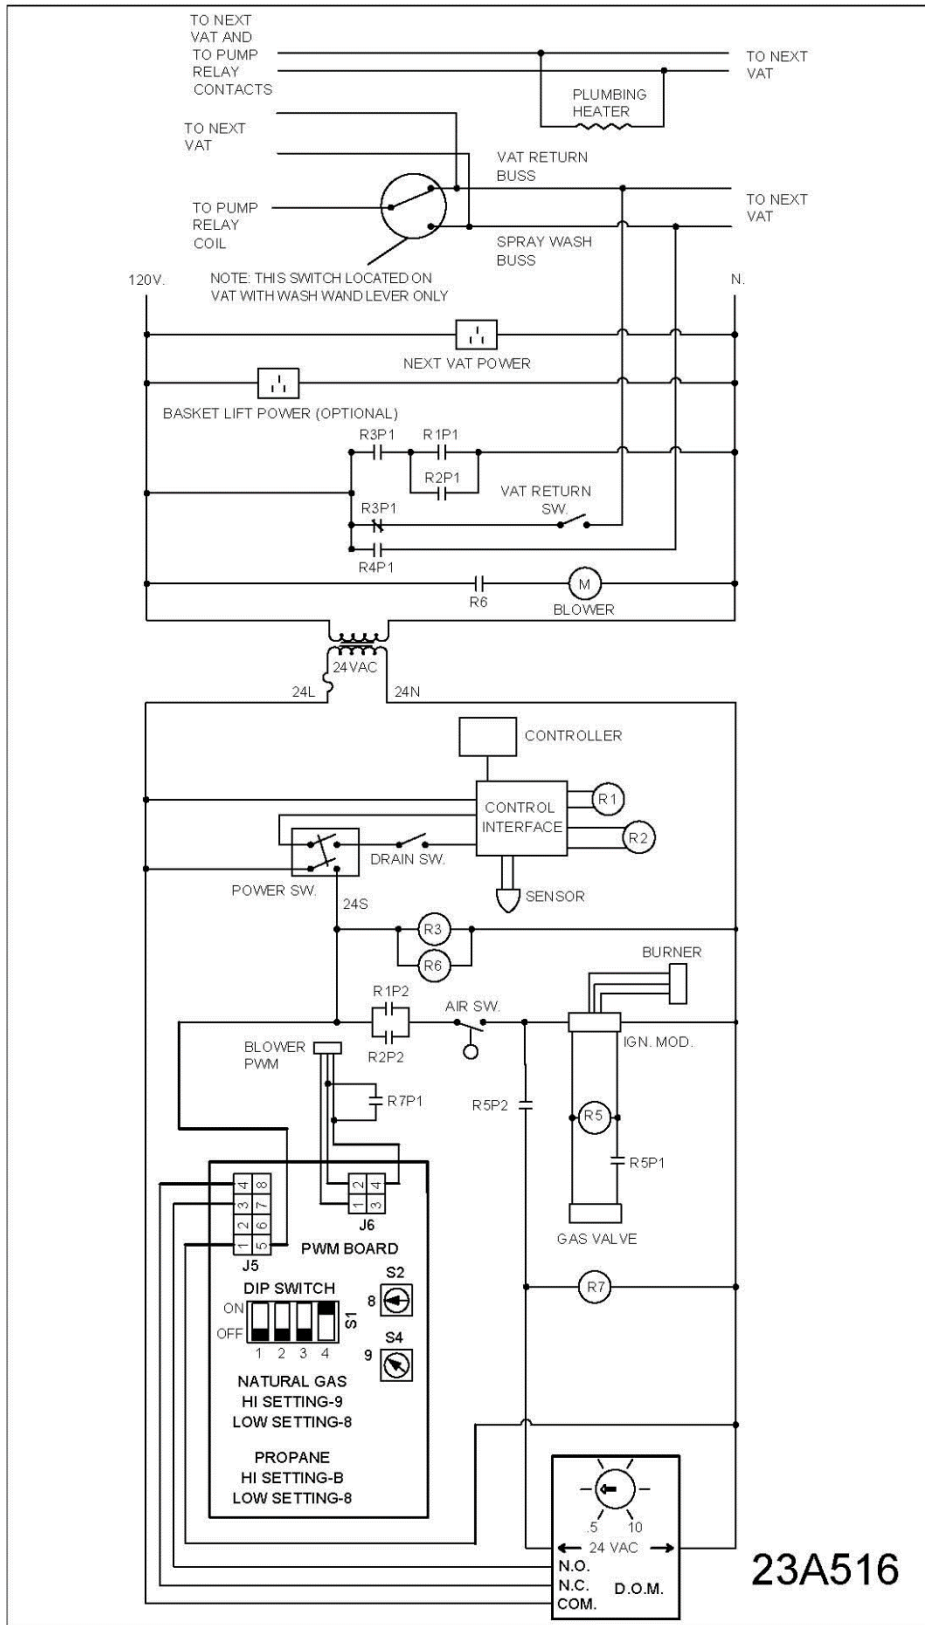 TO NEXT
VAT AND
TO PUMP
RELAY
CONTACTS
TO NEXT
VAT
PLUMBING
HEATER
TO NEXT
VAT
VAT RETURN
BUSS
TO PUMP
RELAY
COIL
TO NEXT
VAT
SPRAY WASH
BUSS
NOTE: THIS SWITCH LOCATED ON
VAT WITH WASH WAND LEVER ONLY
120V.
N.
NEXT VAT POWER
BASKET LIFT POWER (OPTIONAL)
R3P1
R1P1
R2P1
R3P1
VAT RETURN
SW.
R4P1
R6
M
BLOWER
24VAC
24L
24N
CONTROLLER
CONTROL
INTERFACE
R1
R2
DRAIN SW.
POWER SW.
SENSOR
24S
R3
R6
BURNER
R1P2
AIR SW.
R2P2
IGN. MOD.
BLOWER
PWM
R7P1
R5P2
R5
R5P1
GAS VALVE
4 8
3 7
2 6
1 5
J5
2 4
1 3
J6
PWM BOARD
DIP SWITCH
ON
OFF
1 2 3 4
S1
S2
8
S4
9
R7
NATURAL GAS
HI SETTING-9
LOW SETTING-8
PROPANE
HI SETTING-B
LOW SETTING-8
.5 10
24 VAC
N.O.
N.C.
COM.
D.O.M.
23A516